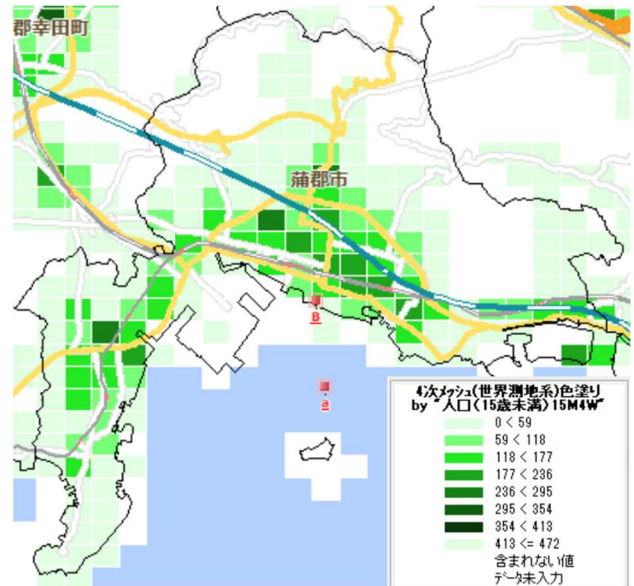 郡幸田町
蒲郡市
B
a
4次メッシュ(世界測地系)色塗り
by "人口(15歳未満)15M4W"
0 < 59
59 < 118
118 < 177
177 < 236
236 < 295
295 < 354
354 < 413
413 <= 472
含まれない値
データ未入力